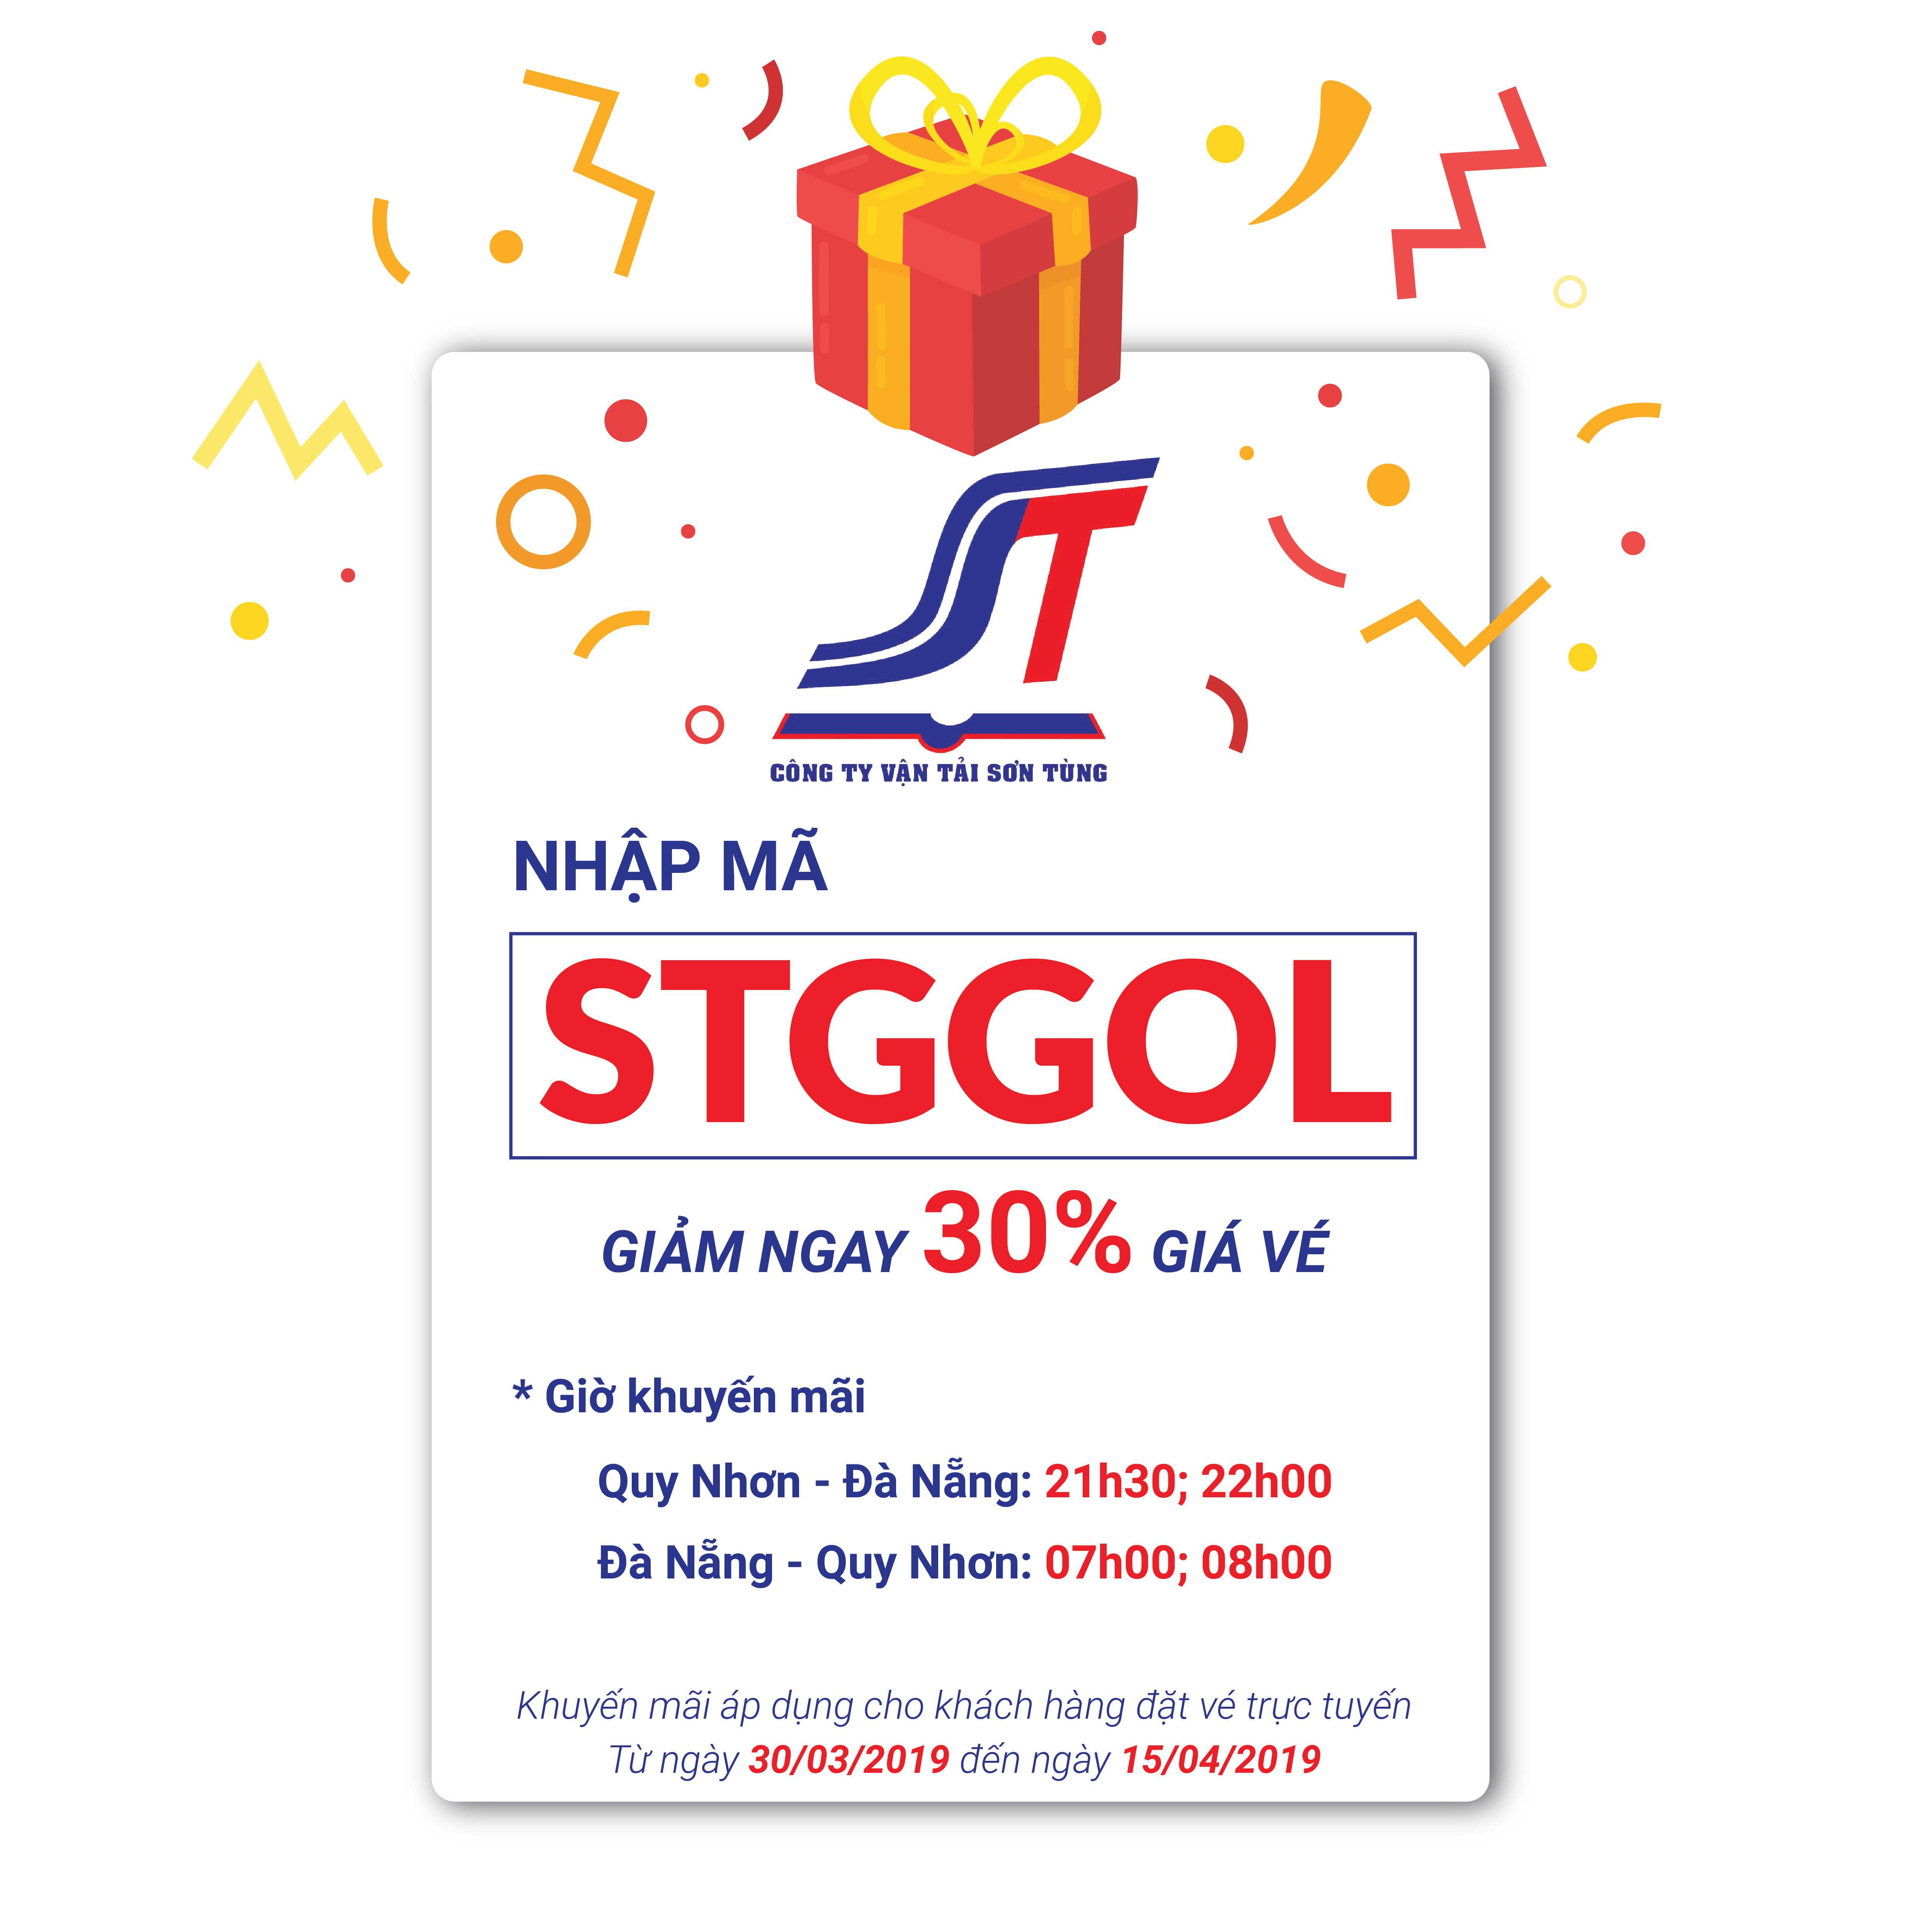 ST
CÔNG TY VẬN TẢI SƠN TÙNG
NHẬP MÃ
STGGOL
GIẢM NGAY 30% GIÁ VÉ
* Giờ khuyến mãi
Quy Nhơn - Đà Nẵng: 21h30; 22h00
Đà Nẵng - Quy Nhơn: 07h00; 08h00
Khuyến mãi áp dụng cho khách hàng đặt vé trực tuyến
Từ ngày 30/03/2019 đến ngày 15/04/2019